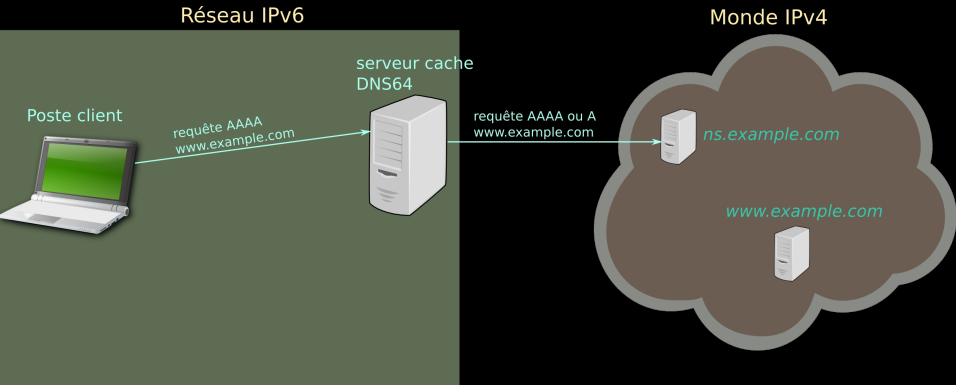 Réseau IPv6
Monde IPv4
serveur cache
DNS64
Poste client
requête AAAA
www.example.com
requête AAAA ou A
www.example.com
ns.example.com
www.example.com